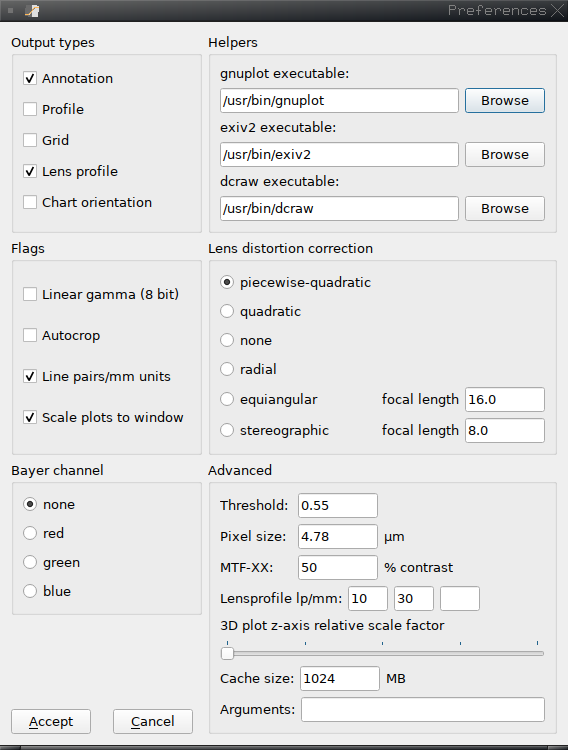 Preferences
Output types
Annotation
Profile
Grid
Lens profile
Chart orientation
Helpers
gnuplot executable:
/usr/bin/gnuplot Browse
exiv2 executable:
/usr/bin/exiv2 Browse
dcraw executable:
/usr/bin/dcraw Browse
Flags
Linear gamma (8 bit)
Autocrop
Line pairs/mm units
Scale plots to window
Lens distortion correction
piecewise-quadratic
quadratic
none
radial
equiangular focal length 16.0
stereographic focal length 8.0
Bayer channel
none
red
green
blue
Advanced
Threshold: 0.55
Pixel size: 4.78 µm
MTF-XX: 50 % contrast
Lensprofile lp/mm: 10 30
3D plot z-axis relative scale factor
Cache size: 1024 MB
Arguments:
Accept Cancel